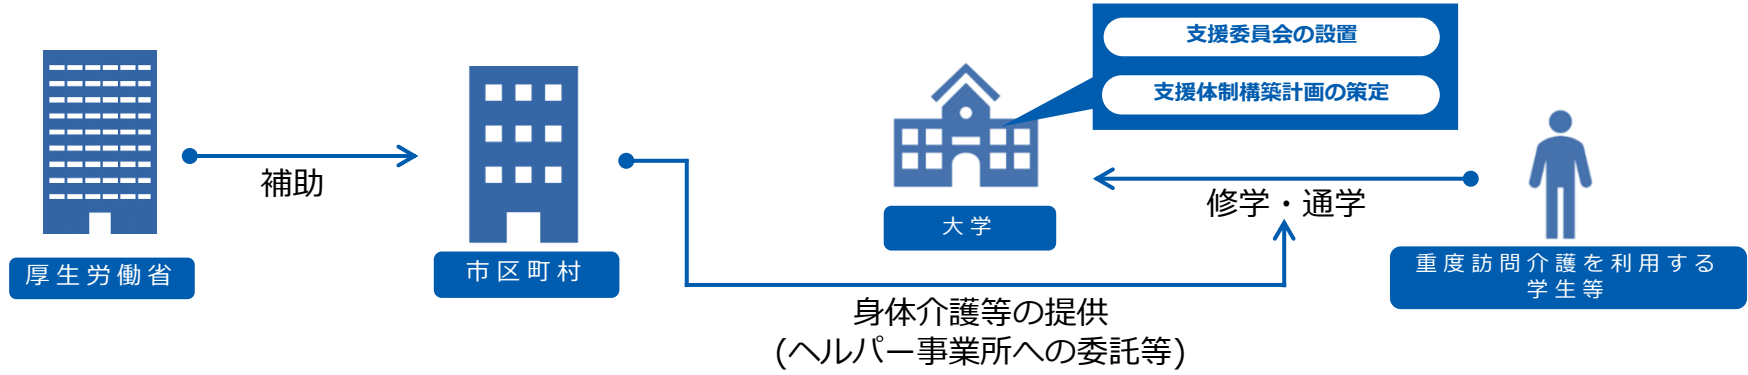 支援委員会の設置
支援体制構築計画の策定
補助
修学・通学
大学
厚生労働省
市区町村
重度訪問介護を利用する
学生等
身体介護等の提供
(ヘルパー事業所への委託等)